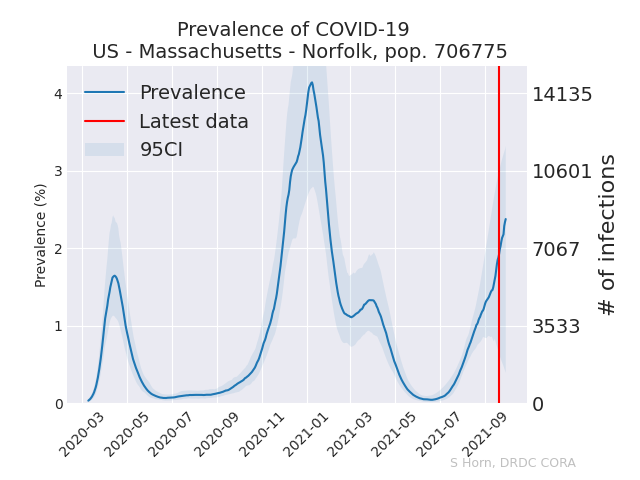 Prevalence of COVID-19
US - Massachusetts - Norfolk, pop. 706775
Prevalence
Latest data
95CI
Prevalence (%)
4
3
2
1
0
14135
10601
7067
3533
0
# of infections
2020-03
2020-05
2020-07
2020-09
2020-11
2021-01
2021-03
2021-05
2021-07
2021-09
S Horn, DRDC CORA